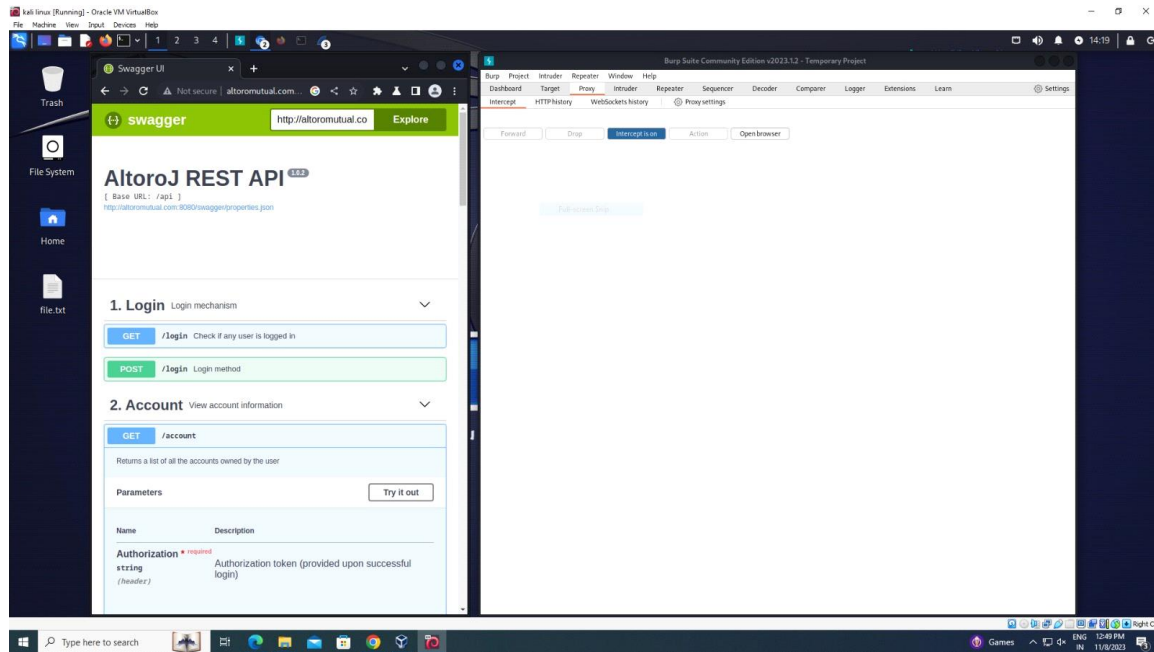 kali linux [Running] - Oracle VM VirtualBox
File Machine View Input Devices Help
1 2 3 4
14:19
Trash
File System
Home
file.txt
Swagger UI
Not secure | altoromutual.com...
swagger
http://altoromutual.co
Explore
AltoroJ REST API 1.0.2
[ Base URL: /api ]
http://altoromutual.com:8080/swagger/properties.json
1. Login Login mechanism
GET /login Check if any user is logged in
POST /login Login method
2. Account View account information
GET /account
Returns a list of all the accounts owned by the user
Parameters
Try it out
Name Description
Authorization * required
string
(header)
Authorization token (provided upon successful
login)
Burp Suite Community Edition v2023.1.2 - Temporary Project
Burp Project Intruder Repeater Window Help
Dashboard Target Proxy Intruder Repeater Sequencer Decoder Comparer Logger Extensions Learn Settings
Intercept HTTP history WebSockets history Proxy settings
Forward Drop Intercept is on Action Open browser
Right C
Type here to search
Games
ENG
IN
12:49 PM
11/8/2023